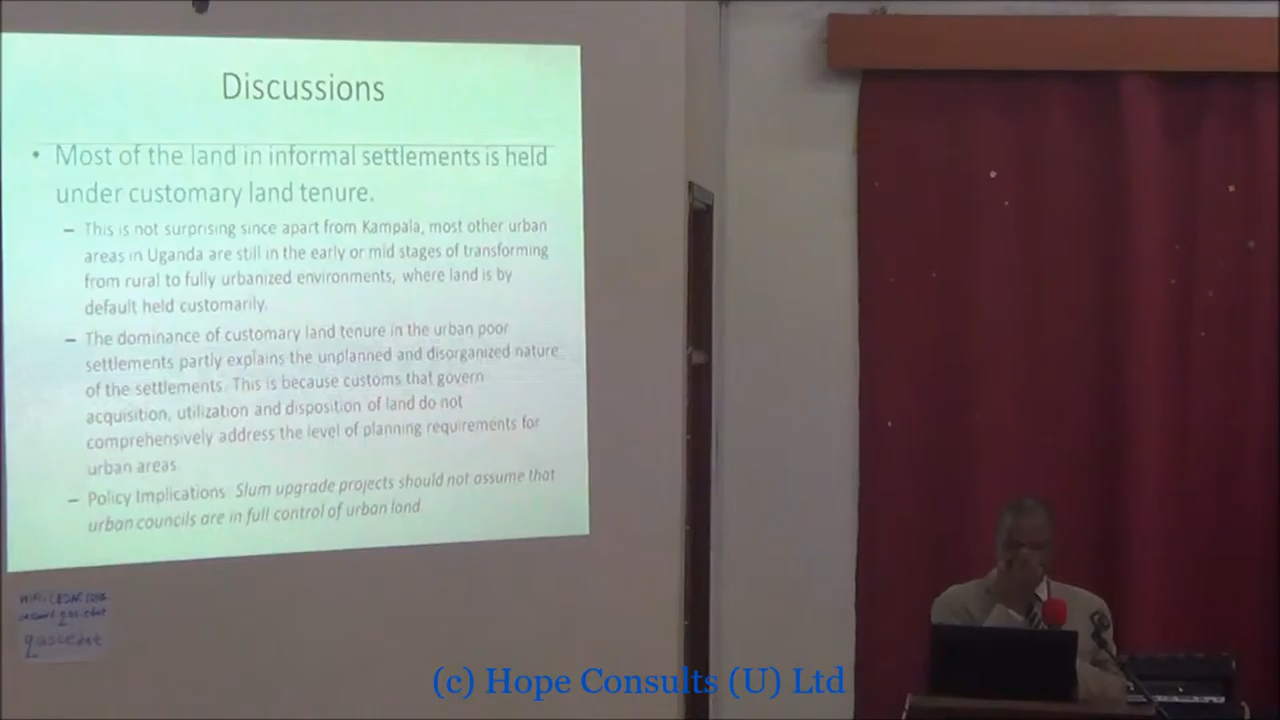 Discussions
• Most of the land in informal settlements is held
under customary land tenure.
– This is not surprising since apart from Kampala, most other urban
areas in Uganda are still in the early or mid stages of transforming
from rural to fully urbanized environments, where land is by
default held customarily.
– The dominance of customary land tenure in the urban poor
settlements partly explains the unplanned and disorganized nature
of the settlements. This is because customs that govern
acquisition, utilization and disposition of land do not
comprehensively address the level of planning requirements for
urban areas.
– Policy Implications. Slum upgrade projects should not assume that
urban councils are in full control of urban land
(c) Hope Consults (U) Ltd